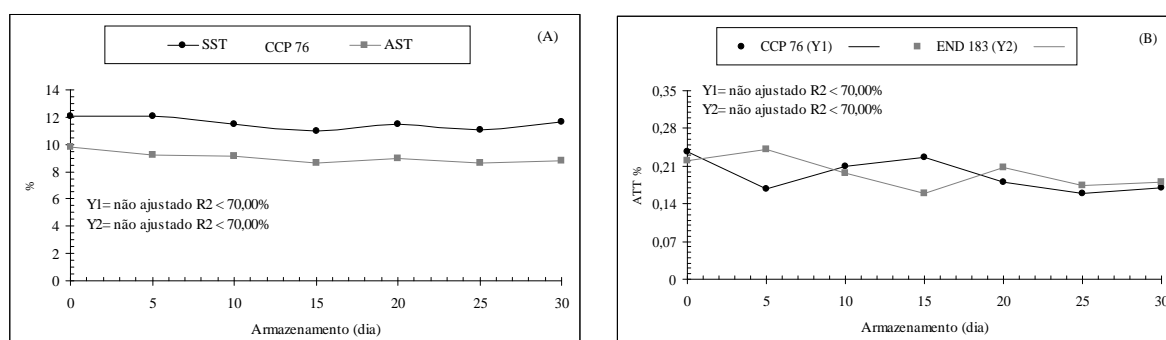 SST CCP 76 AST (A)
14
12
10
8
6
4
2
0
%
Y1= não ajustado R2 < 70,00%
Y2= não ajustado R2 < 70,00%
0 5 10 15 20 25 30
Armazenamento (dia)
CCP 76 (Y1) END 183 (Y2) (B)
Y1= não ajustado R2 < 70,00%
Y2= não ajustado R2 < 70,00%
0,35
0,28
0,21
0,14
0,07
0
ATT %
0 5 10 15 20 25 30
Armazenamento (dia)